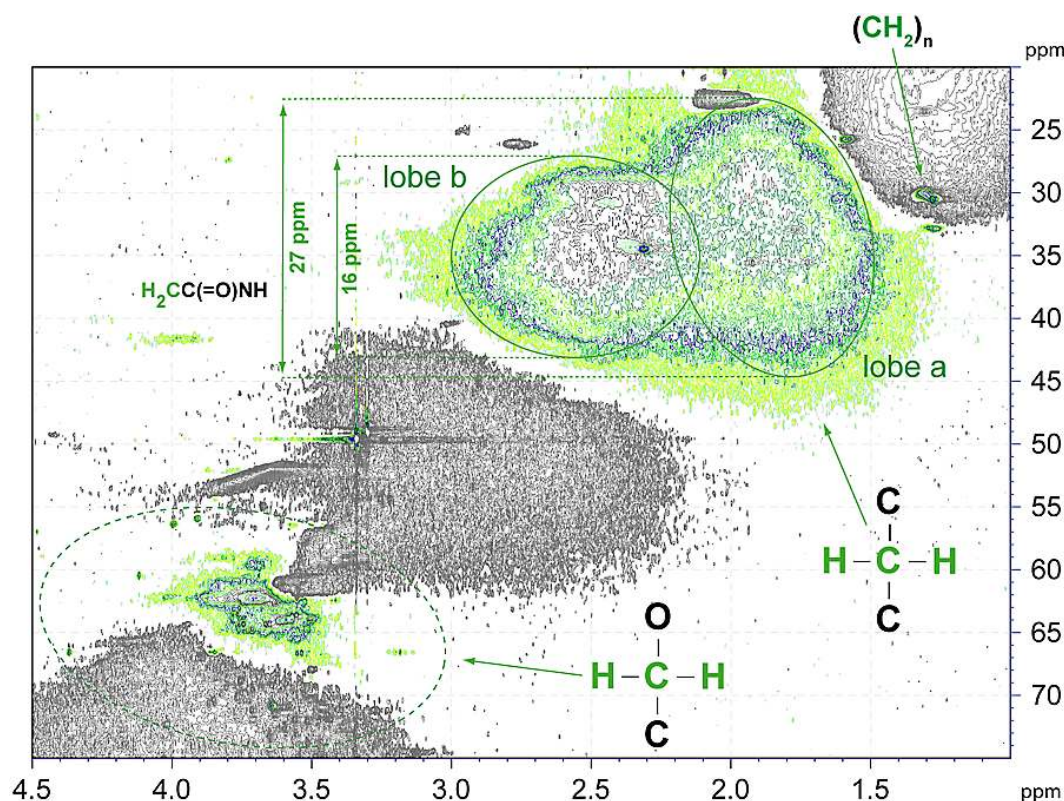 (CH2)n
ppm
25
30
35
40
45
50
55
60
65
70
lobe b
lobe a
27 ppm
16 ppm
H2CC(=O)NH
C
H–C–H
C
O
H–C–H
C
4.5
4.0
3.5
3.0
2.5
2.0
1.5
ppm